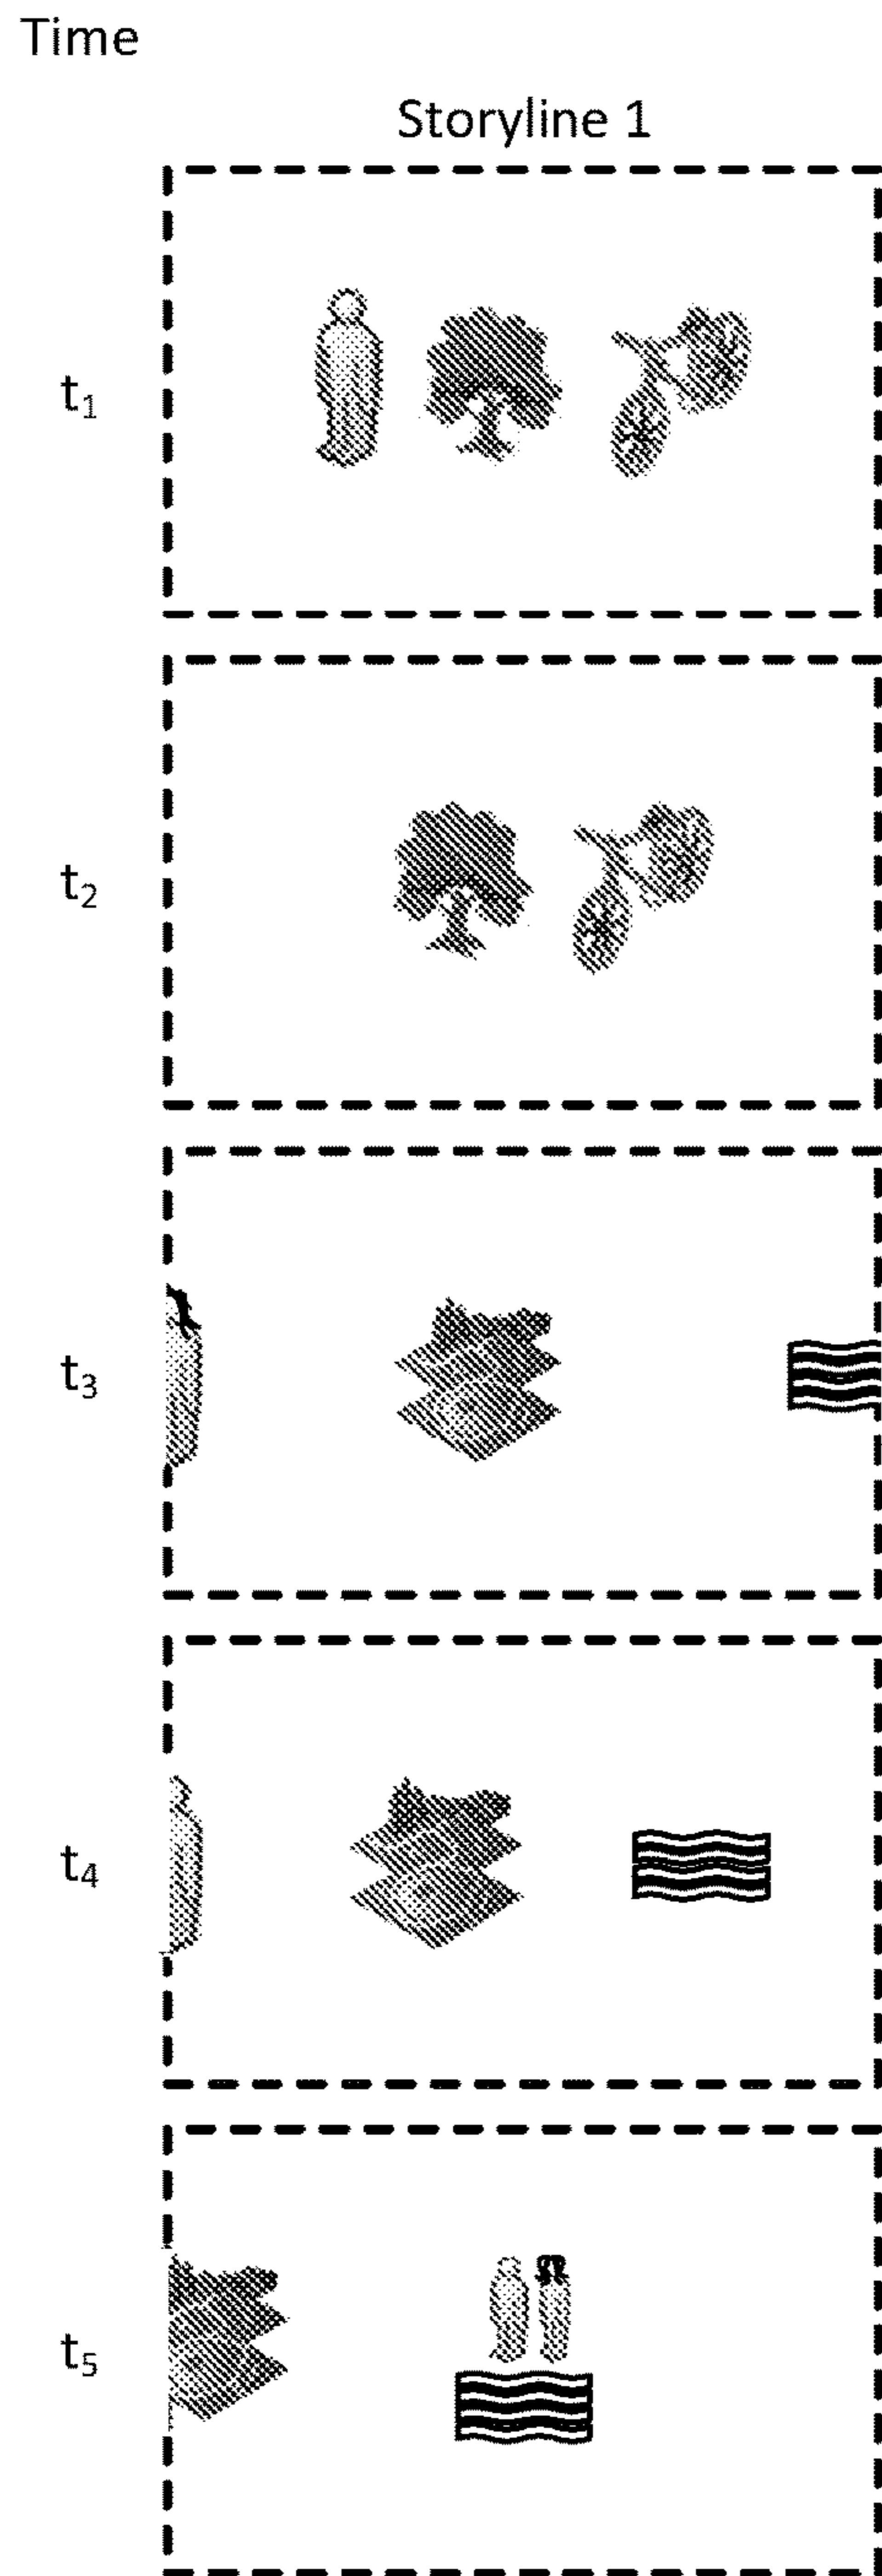 Time
Storyline 1
t₁
t₂
t₃
t₄
t₅